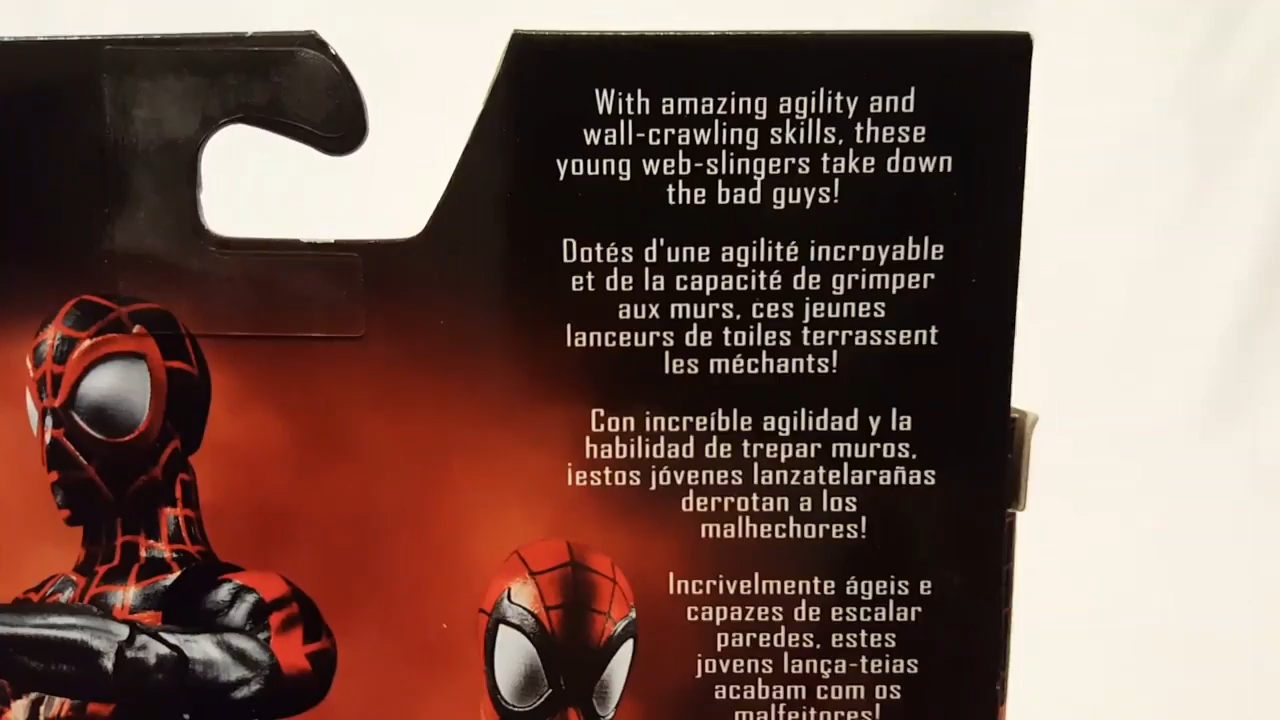 With amazing agility and
wall-crawling skills, these
young web-slingers take down
the bad guys!
Dotés d'une agilité incroyable
et de la capacité de grimper
aux murs, ces jeunes
lanceurs de toiles terrassent
les méchants!
Con increíble agilidad y la
habilidad de trepar muros,
¡estos jóvenes lanzatelarañas
derrotan a los
malhechores!
Incrivelmente ágeis e
capazes de escalar
paredes, estes
jovens lança-teias
acabam com os
malfeitores!